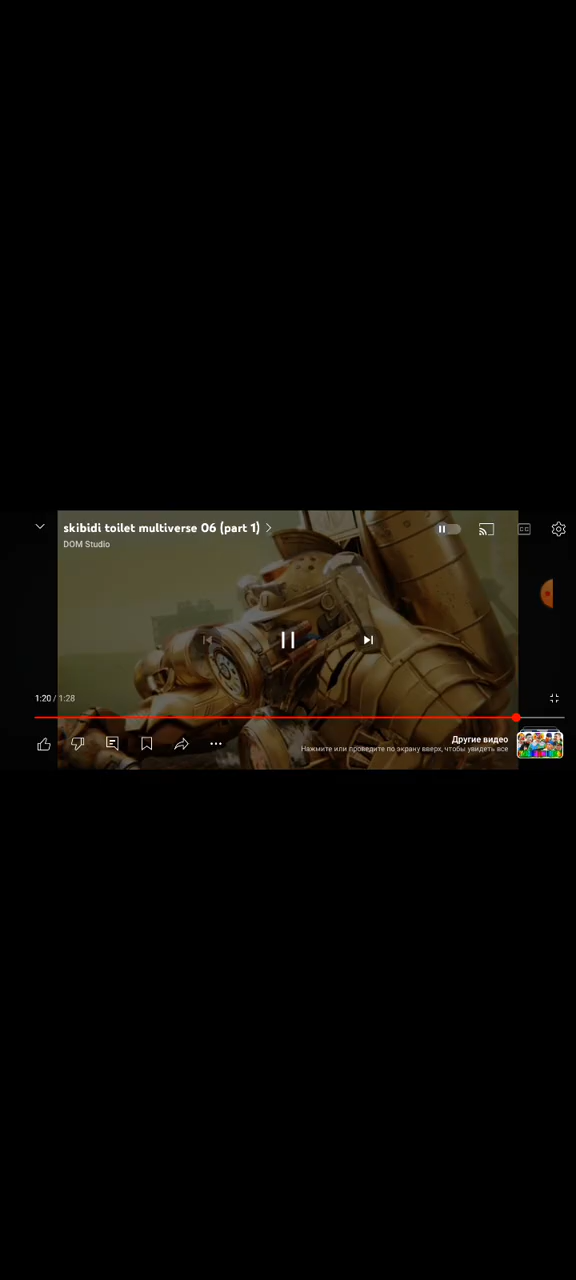 skibidi toilet multiverse 06 (part 1)
DOM Studio
CC
1:20 / 1:28
Другие видео
Нажмите или проведите по экрану вверх, чтобы увидеть все